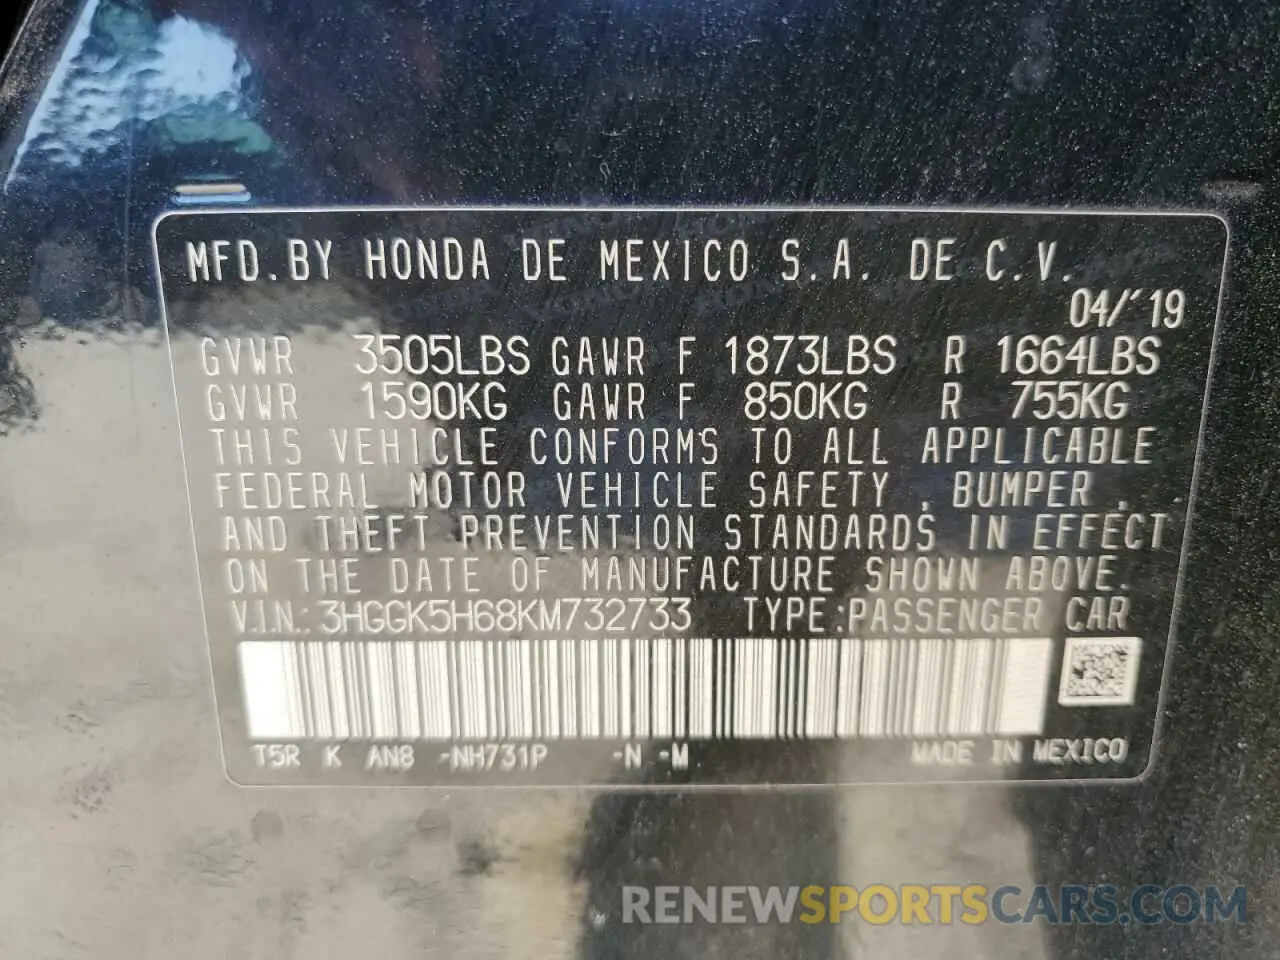 MFD.BY HONDA DE MEXICO S.A. DE C.V.
04/'19
GVWR 3505LBS GAWR F 1873LBS R 1664LBS
GVWR 1590KG GAWR F 850KG R 755KG
THIS VEHICLE CONFORMS TO ALL APPLICABLE
FEDERAL MOTOR VEHICLE SAFETY , BUMPER ,
AND THEFT PREVENTION STANDARDS IN EFFECT
ON THE DATE OF MANUFACTURE SHOWN ABOVE.
V.I.N.: 3HGGK5H68KM732733 TYPE:PASSENGER CAR
T5R K AN8 -NH731P -N -M MADE IN MEXICO
RENEWSPORTSCARS.COM/19